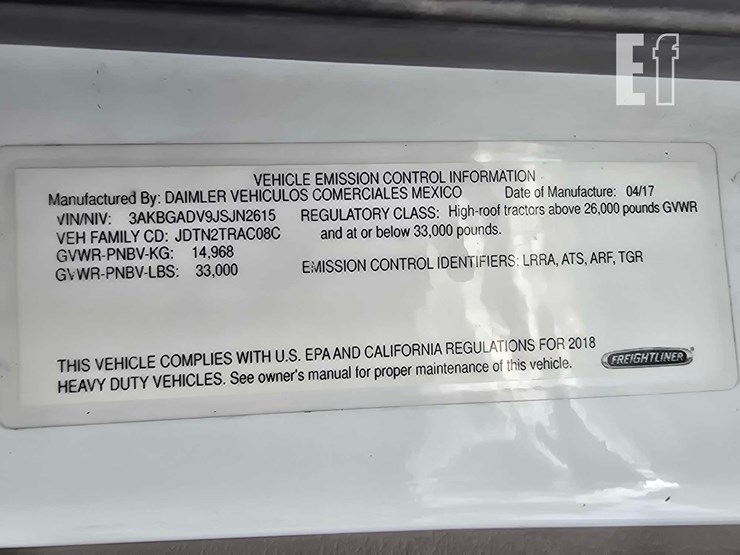 Ef
VEHICLE EMISSION CONTROL INFORMATION
Manufactured By: DAIMLER VEHICULOS COMERCIALES MEXICO Date of Manufacture: 04/17
VIN/NIV: 3AKBGADV9JSJN2615 REGULATORY CLASS: High-roof tractors above 26,000 pounds GVWR
VEH FAMILY CD: JDTN2TRAC08C and at or below 33,000 pounds.
GVWR-PNBV-KG: 14,968
GVWR-PNBV-LBS: 33,000 EMISSION CONTROL IDENTIFIERS: LRRA, ATS, ARF, TGR
THIS VEHICLE COMPLIES WITH U.S. EPA AND CALIFORNIA REGULATIONS FOR 2018
HEAVY DUTY VEHICLES. See owner's manual for proper maintenance of this vehicle.
FREIGHTLINER